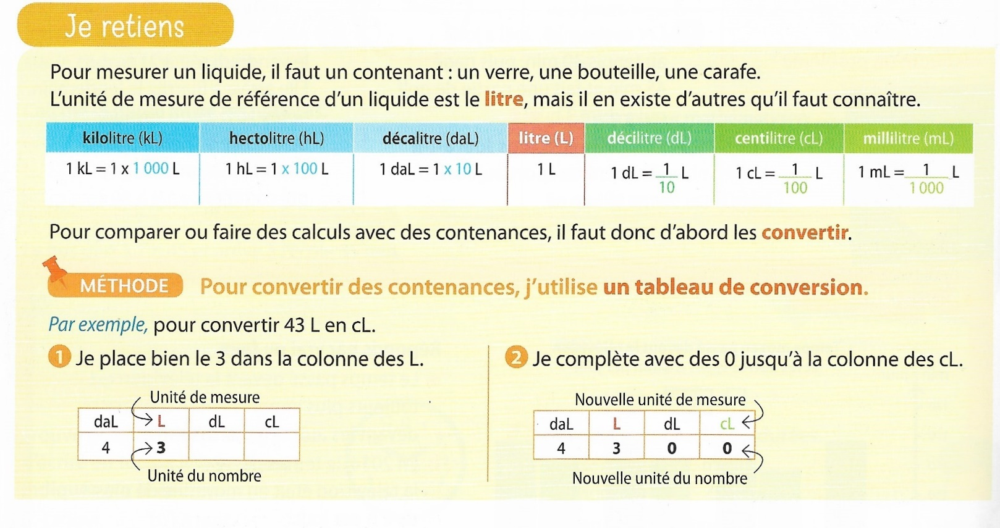 Je retiens
Pour mesurer un liquide, il faut un contenant : un verre, une bouteille, une carafe.
L'unité de mesure de référence d'un liquide est le litre, mais il en existe d'autres qu'il faut connaître.
kilolitre (kL) hectolitre (hL) décalitre (daL) litre (L) décilitre (dL) centilitre (cL) millilitre (mL)
1 kL = 1 x 1 000 L 1 hL = 1 x 100 L 1 daL = 1 x 10 L 1 L 1 dL = 1/10 L 1 cL = 1/100 L 1 mL = 1/1 000 L
Pour comparer ou faire des calculs avec des contenances, il faut donc d'abord les convertir.
MÉTHODE Pour convertir des contenances, j'utilise un tableau de conversion.
Par exemple, pour convertir 43 L en cL.
1 Je place bien le 3 dans la colonne des L.
Unité de mesure
daL L dL cL
4 3
Unité du nombre
2 Je complète avec des 0 jusqu'à la colonne des cL.
Nouvelle unité de mesure
daL L dL cL
4 3 0 0
Nouvelle unité du nombre